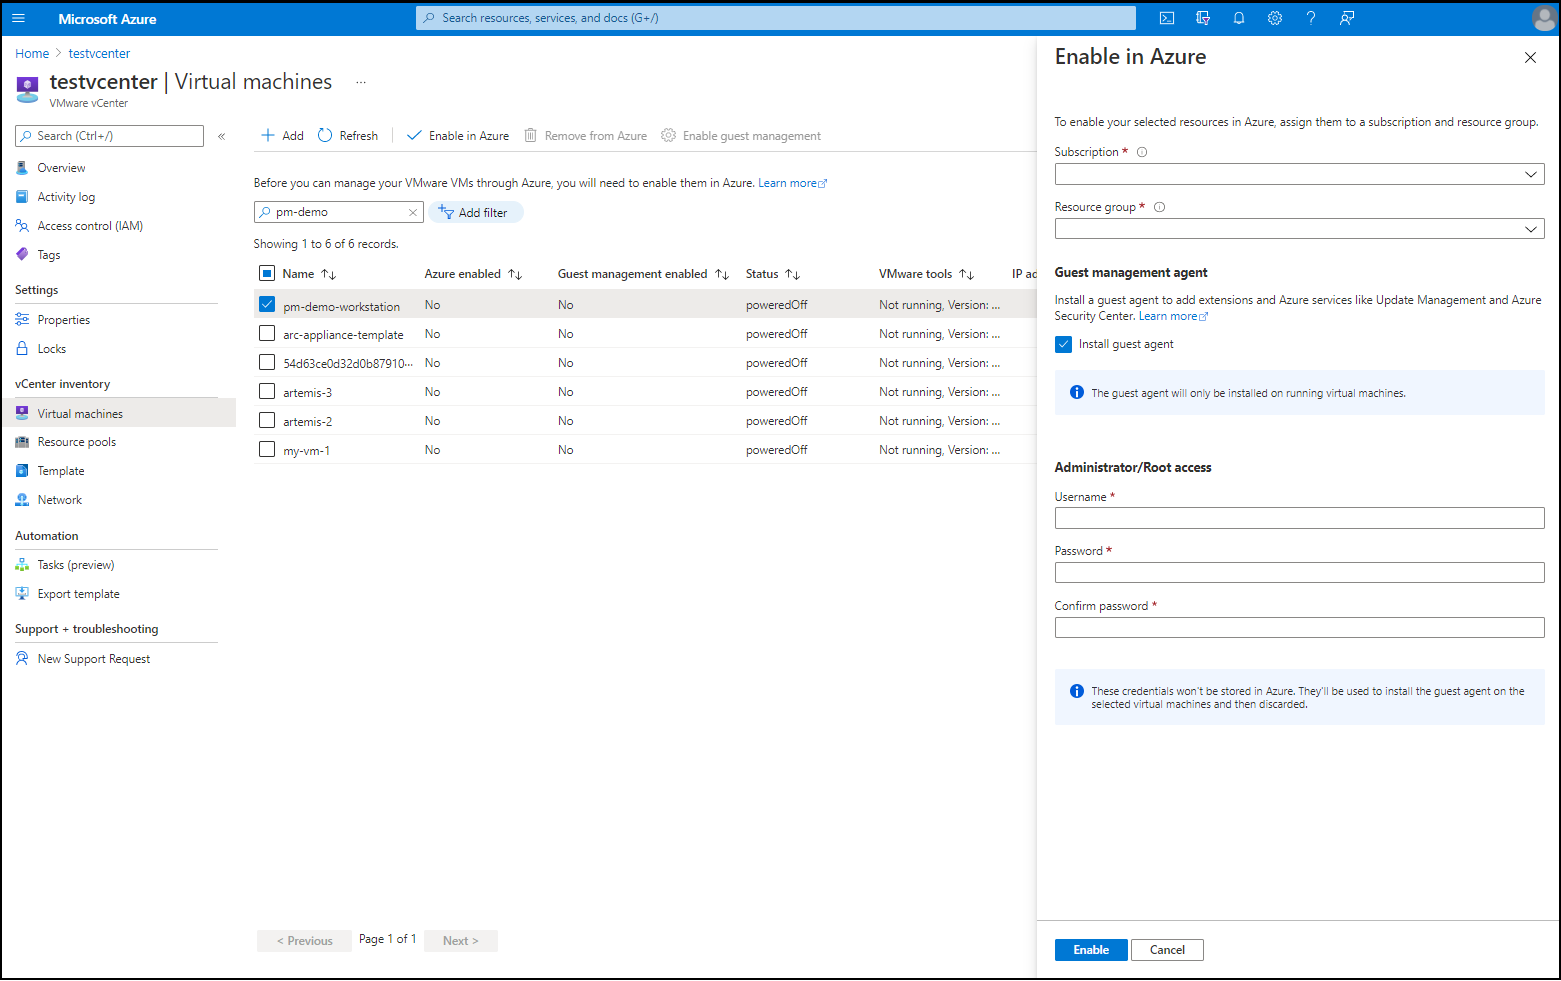 Microsoft Azure
Search resources, services, and docs (G+/)
Home > testvcenter
testvcenter | Virtual machines ...
VMware vCenter
Search (Ctrl+/)
«
Overview
Activity log
Access control (IAM)
Tags
Settings
Properties
Locks
vCenter inventory
Virtual machines
Resource pools
Template
Network
Automation
Tasks (preview)
Export template
Support + troubleshooting
New Support Request
Add Refresh Enable in Azure Remove from Azure Enable guest management
Before you can manage your VMware VMs through Azure, you will need to enable them in Azure. Learn more
pm-demo Add filter
Showing 1 to 6 of 6 records.
Name Azure enabled Guest management enabled Status VMware tools IP ad
pm-demo-workstation No No poweredOff Not running, Version: ...
arc-appliance-template No No poweredOff Not running, Version: ...
54d63ce0d32d0b87910... No No poweredOff Not running, Version: ...
artemis-3 No No poweredOff Not running, Version: ...
artemis-2 No No poweredOff Not running, Version: ...
my-vm-1 No No poweredOff Not running, Version: ...
< Previous Page 1 of 1 Next >
Enable in Azure
To enable your selected resources in Azure, assign them to a subscription and resource group.
Subscription *
Resource group *
Guest management agent
Install a guest agent to add extensions and Azure services like Update Management and Azure
Security Center. Learn more
Install guest agent
The guest agent will only be installed on running virtual machines.
Administrator/Root access
Username *
Password *
Confirm password *
These credentials won't be stored in Azure. They'll be used to install the guest agent on the
selected virtual machines and then discarded.
Enable Cancel